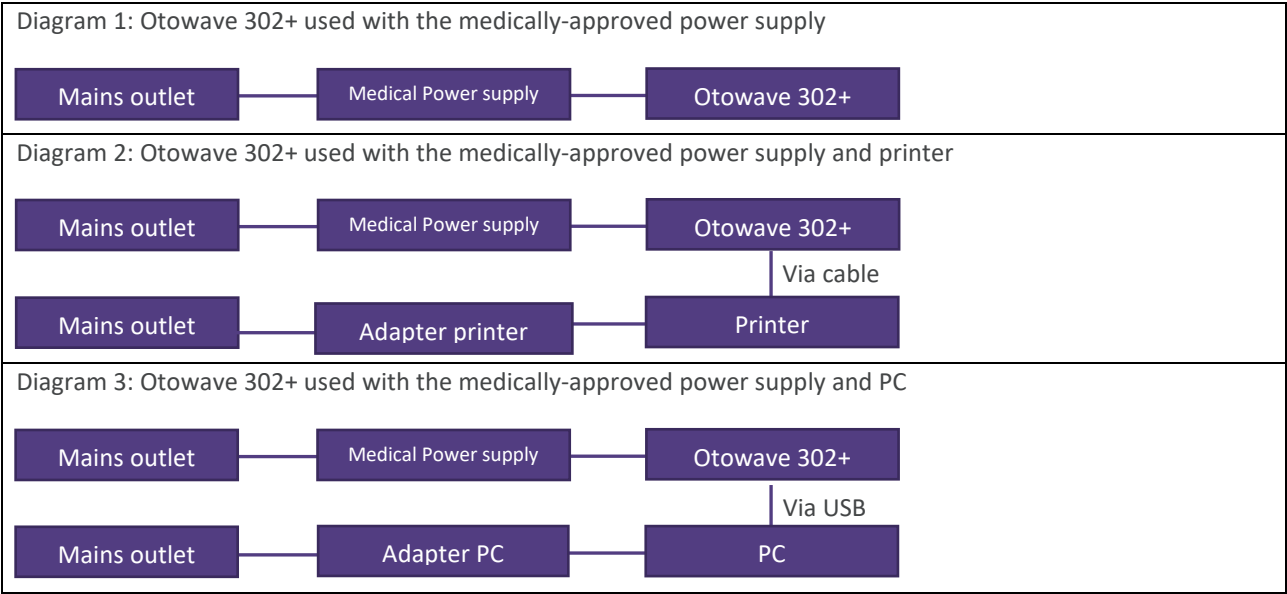 Diagram 1: Otowave 302+ used with the medically-approved power supply
Mains outlet Medical Power supply Otowave 302+
Diagram 2: Otowave 302+ used with the medically-approved power supply and printer
Mains outlet Medical Power supply Otowave 302+
Via cable
Mains outlet Adapter printer Printer
Diagram 3: Otowave 302+ used with the medically-approved power supply and PC
Mains outlet Medical Power supply Otowave 302+
Via USB
Mains outlet Adapter PC PC